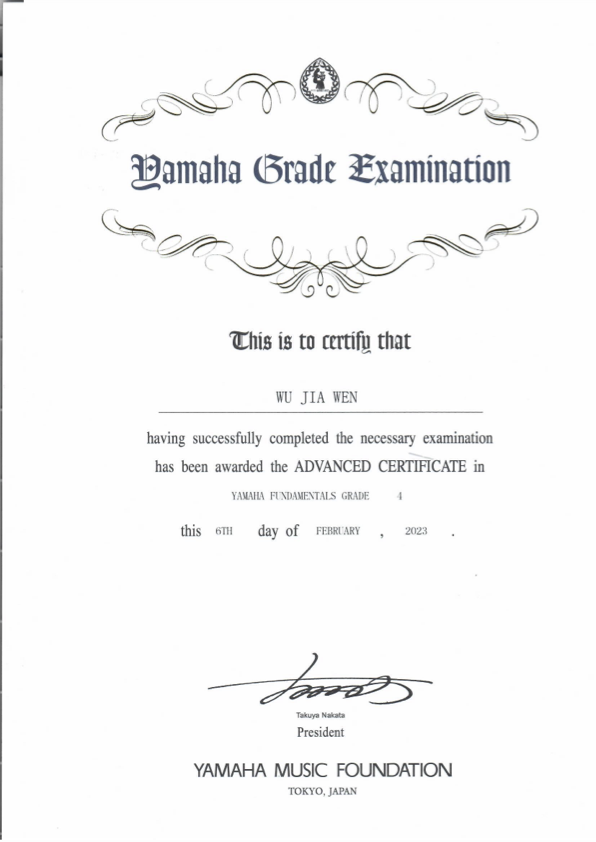 Yamaha Grade Examination
This is to certify that
WU JIA WEN
having successfully completed the necessary examination
has been awarded the ADVANCED CERTIFICATE in
YAMAHA FUNDAMENTALS GRADE 4
this 6TH day of FEBRUARY , 2023 .
Takuya Nakata
President
YAMAHA MUSIC FOUNDATION
TOKYO, JAPAN